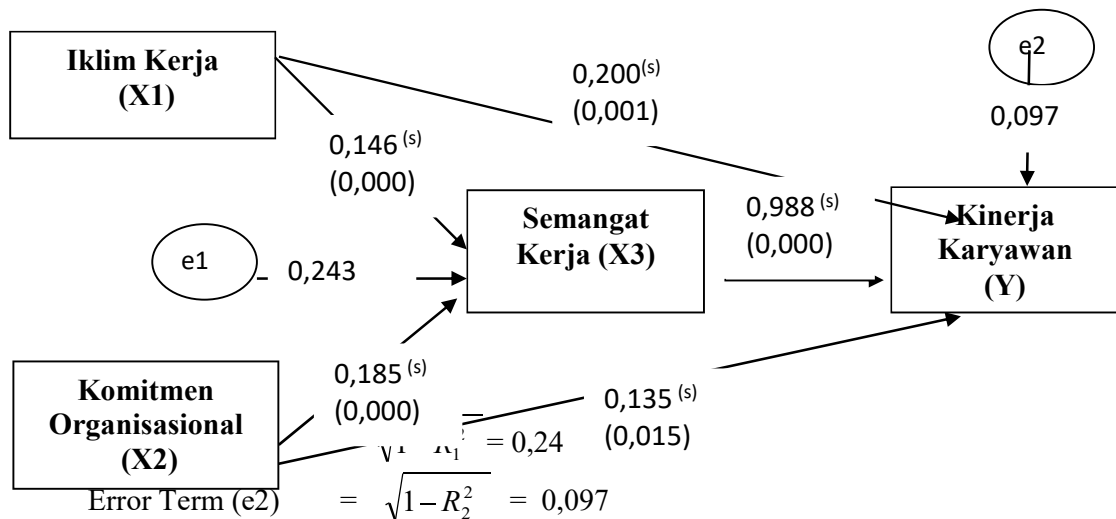 Iklim Kerja
(X1)
e2
0,200(s)
(0,001)
0,097
0,146 (s)
(0,000)
Semangat
Kerja (X3)
0,988 (s)
(0,000)
Kinerja
Karyawan
(Y)
e1
0,243
Komitmen
Organisasional
(X2)
0,185 (s)
(0,000)
0,135 (s)
(0,015)
= 0,24
Error Term (e2) = √1 − R₂² = 0,097